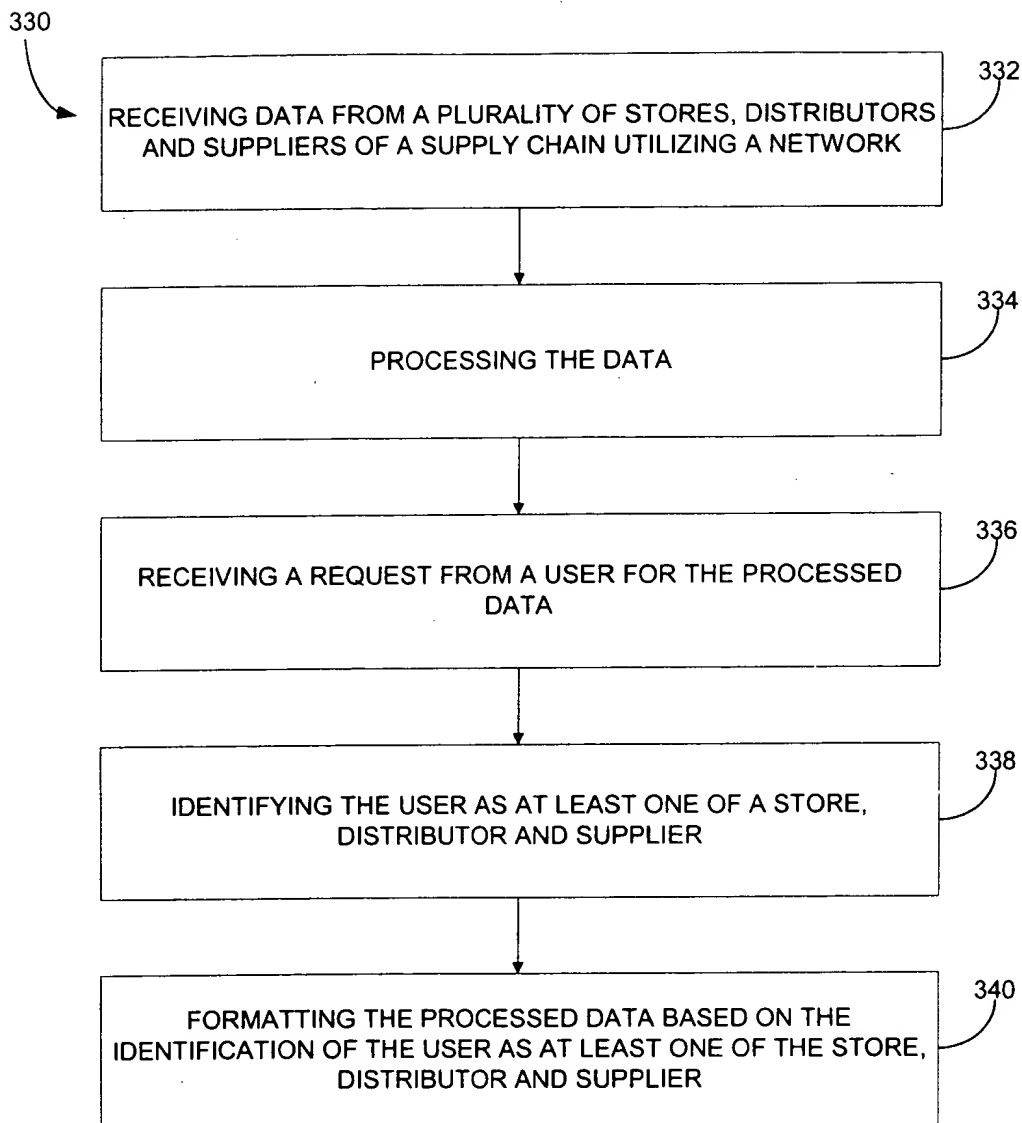 330
332
RECEIVING DATA FROM A PLURALITY OF STORES, DISTRIBUTORS
AND SUPPLIERS OF A SUPPLY CHAIN UTILIZING A NETWORK
334
PROCESSING THE DATA
336
RECEIVING A REQUEST FROM A USER FOR THE PROCESSED
DATA
338
IDENTIFYING THE USER AS AT LEAST ONE OF A STORE,
DISTRIBUTOR AND SUPPLIER
340
FORMATTING THE PROCESSED DATA BASED ON THE
IDENTIFICATION OF THE USER AS AT LEAST ONE OF THE STORE,
DISTRIBUTOR AND SUPPLIER